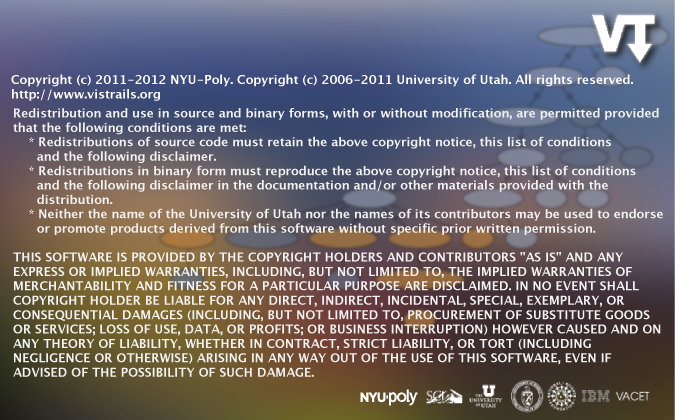 VT
Copyright (c) 2011-2012 NYU-Poly. Copyright (c) 2006-2011 University of Utah. All rights reserved.
http://www.vistrails.org
Redistribution and use in source and binary forms, with or without modification, are permitted provided
that the following conditions are met:
* Redistributions of source code must retain the above copyright notice, this list of conditions
and the following disclaimer.
* Redistributions in binary form must reproduce the above copyright notice, this list of conditions
and the following disclaimer in the documentation and/or other materials provided with the
distribution.
* Neither the name of the University of Utah nor the names of its contributors may be used to endorse
or promote products derived from this software without specific prior written permission.
THIS SOFTWARE IS PROVIDED BY THE COPYRIGHT HOLDERS AND CONTRIBUTORS "AS IS" AND ANY
EXPRESS OR IMPLIED WARRANTIES, INCLUDING, BUT NOT LIMITED TO, THE IMPLIED WARRANTIES OF
MERCHANTABILITY AND FITNESS FOR A PARTICULAR PURPOSE ARE DISCLAIMED. IN NO EVENT SHALL
COPYRIGHT HOLDER BE LIABLE FOR ANY DIRECT, INDIRECT, INCIDENTAL, SPECIAL, EXEMPLARY, OR
CONSEQUENTIAL DAMAGES (INCLUDING, BUT NOT LIMITED TO, PROCUREMENT OF SUBSTITUTE GOODS
OR SERVICES; LOSS OF USE, DATA, OR PROFITS; OR BUSINESS INTERRUPTION) HOWEVER CAUSED AND ON
ANY THEORY OF LIABILITY, WHETHER IN CONTRACT, STRICT LIABILITY, OR TORT (INCLUDING
NEGLIGENCE OR OTHERWISE) ARISING IN ANY WAY OUT OF THE USE OF THIS SOFTWARE, EVEN IF
ADVISED OF THE POSSIBILITY OF SUCH DAMAGE.
NYU·poly SCI THE UNIVERSITY OF UTAH IBM VACET